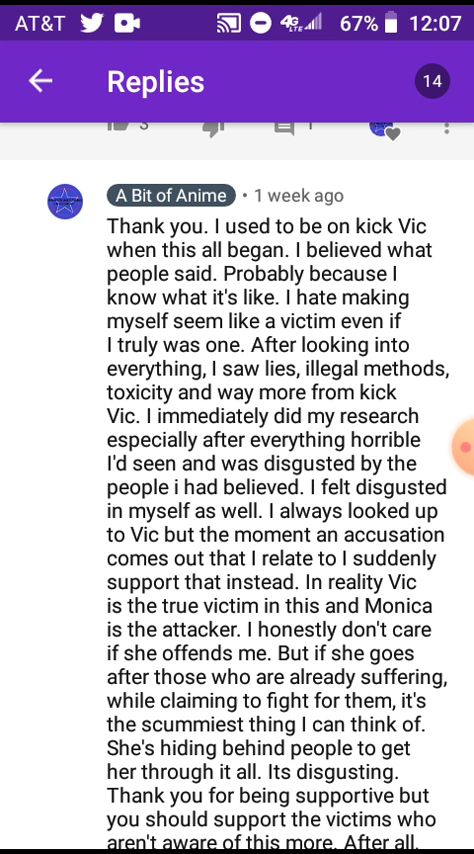 AT&T 4G LTE 67% 12:07
Replies 14
3 1
A Bit of Anime • 1 week ago
Thank you. I used to be on kick Vic
when this all began. I believed what
people said. Probably because I
know what it's like. I hate making
myself seem like a victim even if
I truly was one. After looking into
everything, I saw lies, illegal methods,
toxicity and way more from kick
Vic. I immediately did my research
especially after everything horrible
I'd seen and was disgusted by the
people i had believed. I felt disgusted
in myself as well. I always looked up
to Vic but the moment an accusation
comes out that I relate to I suddenly
support that instead. In reality Vic
is the true victim in this and Monica
is the attacker. I honestly don't care
if she offends me. But if she goes
after those who are already suffering,
while claiming to fight for them, it's
the scummiest thing I can think of.
She's hiding behind people to get
her through it all. Its disgusting.
Thank you for being supportive but
you should support the victims who
aren't aware of this more. After all,